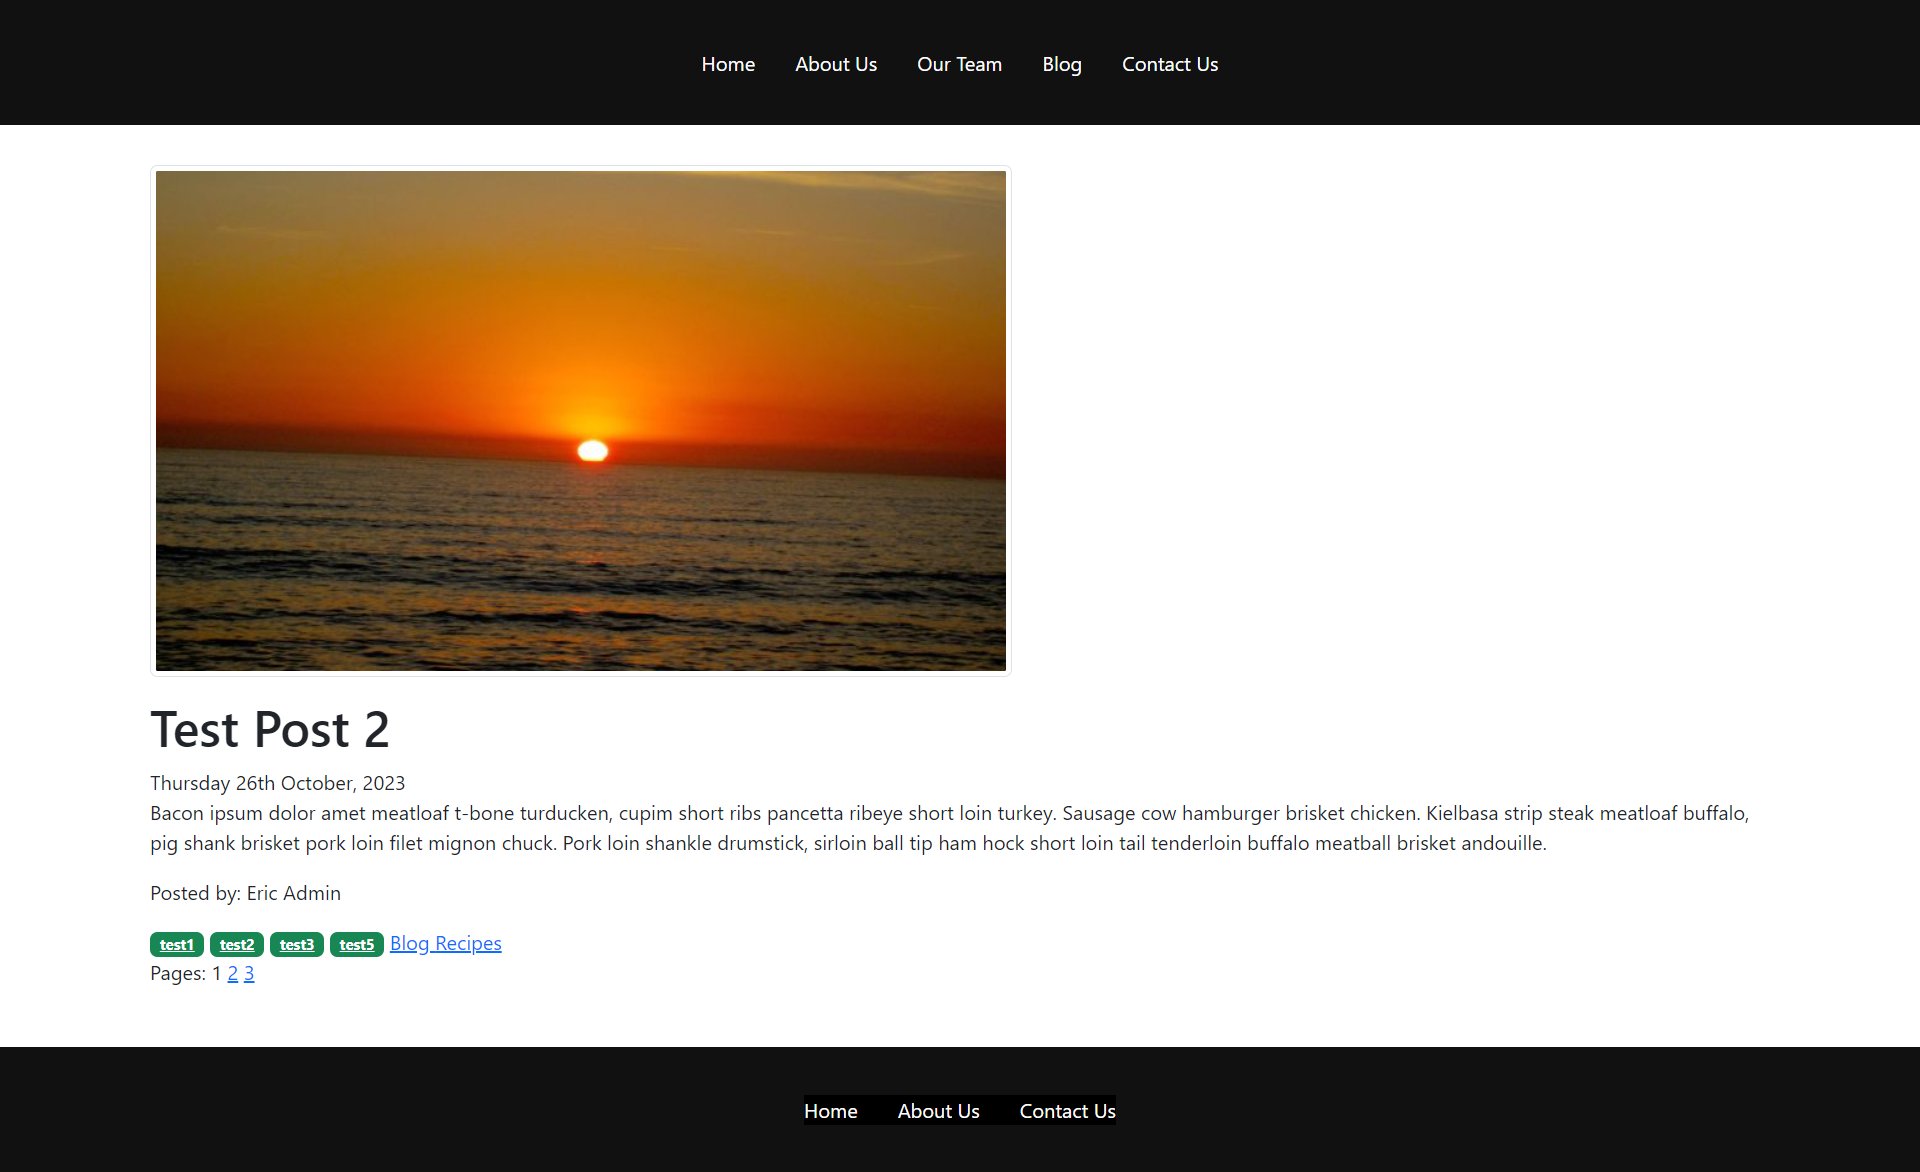 Home About Us Our Team Blog Contact Us
Test Post 2
Thursday 26th October, 2023
Bacon ipsum dolor amet meatloaf t-bone turducken, cupim short ribs pancetta ribeye short loin turkey. Sausage cow hamburger brisket chicken. Kielbasa strip steak meatloaf buffalo,
pig shank brisket pork loin filet mignon chuck. Pork loin shankle drumstick, sirloin ball tip ham hock short loin tail tenderloin buffalo meatball brisket andouille.
Posted by: Eric Admin
test1 test2 test3 test5 Blog Recipes
Pages: 1 2 3
Home About Us Contact Us